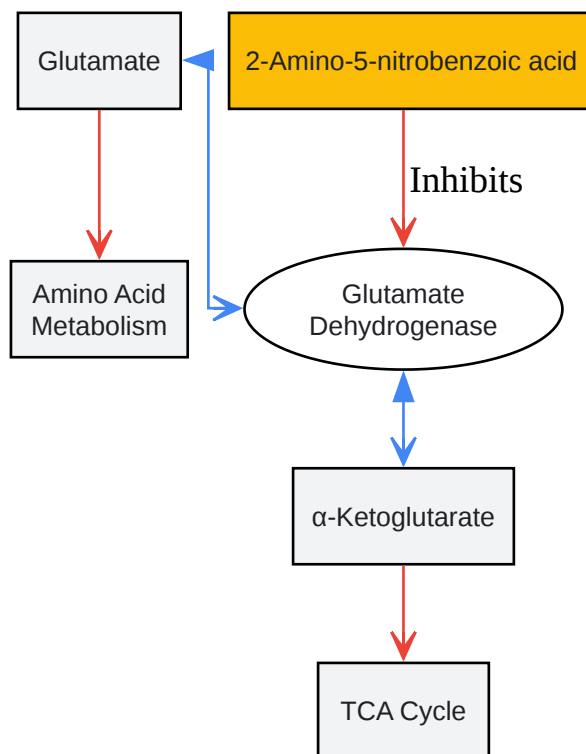 Glutamate
2-Amino-5-nitrobenzoic acid
Inhibits
Amino Acid
Metabolism
Glutamate
Dehydrogenase
α-Ketoglutarate
TCA Cycle